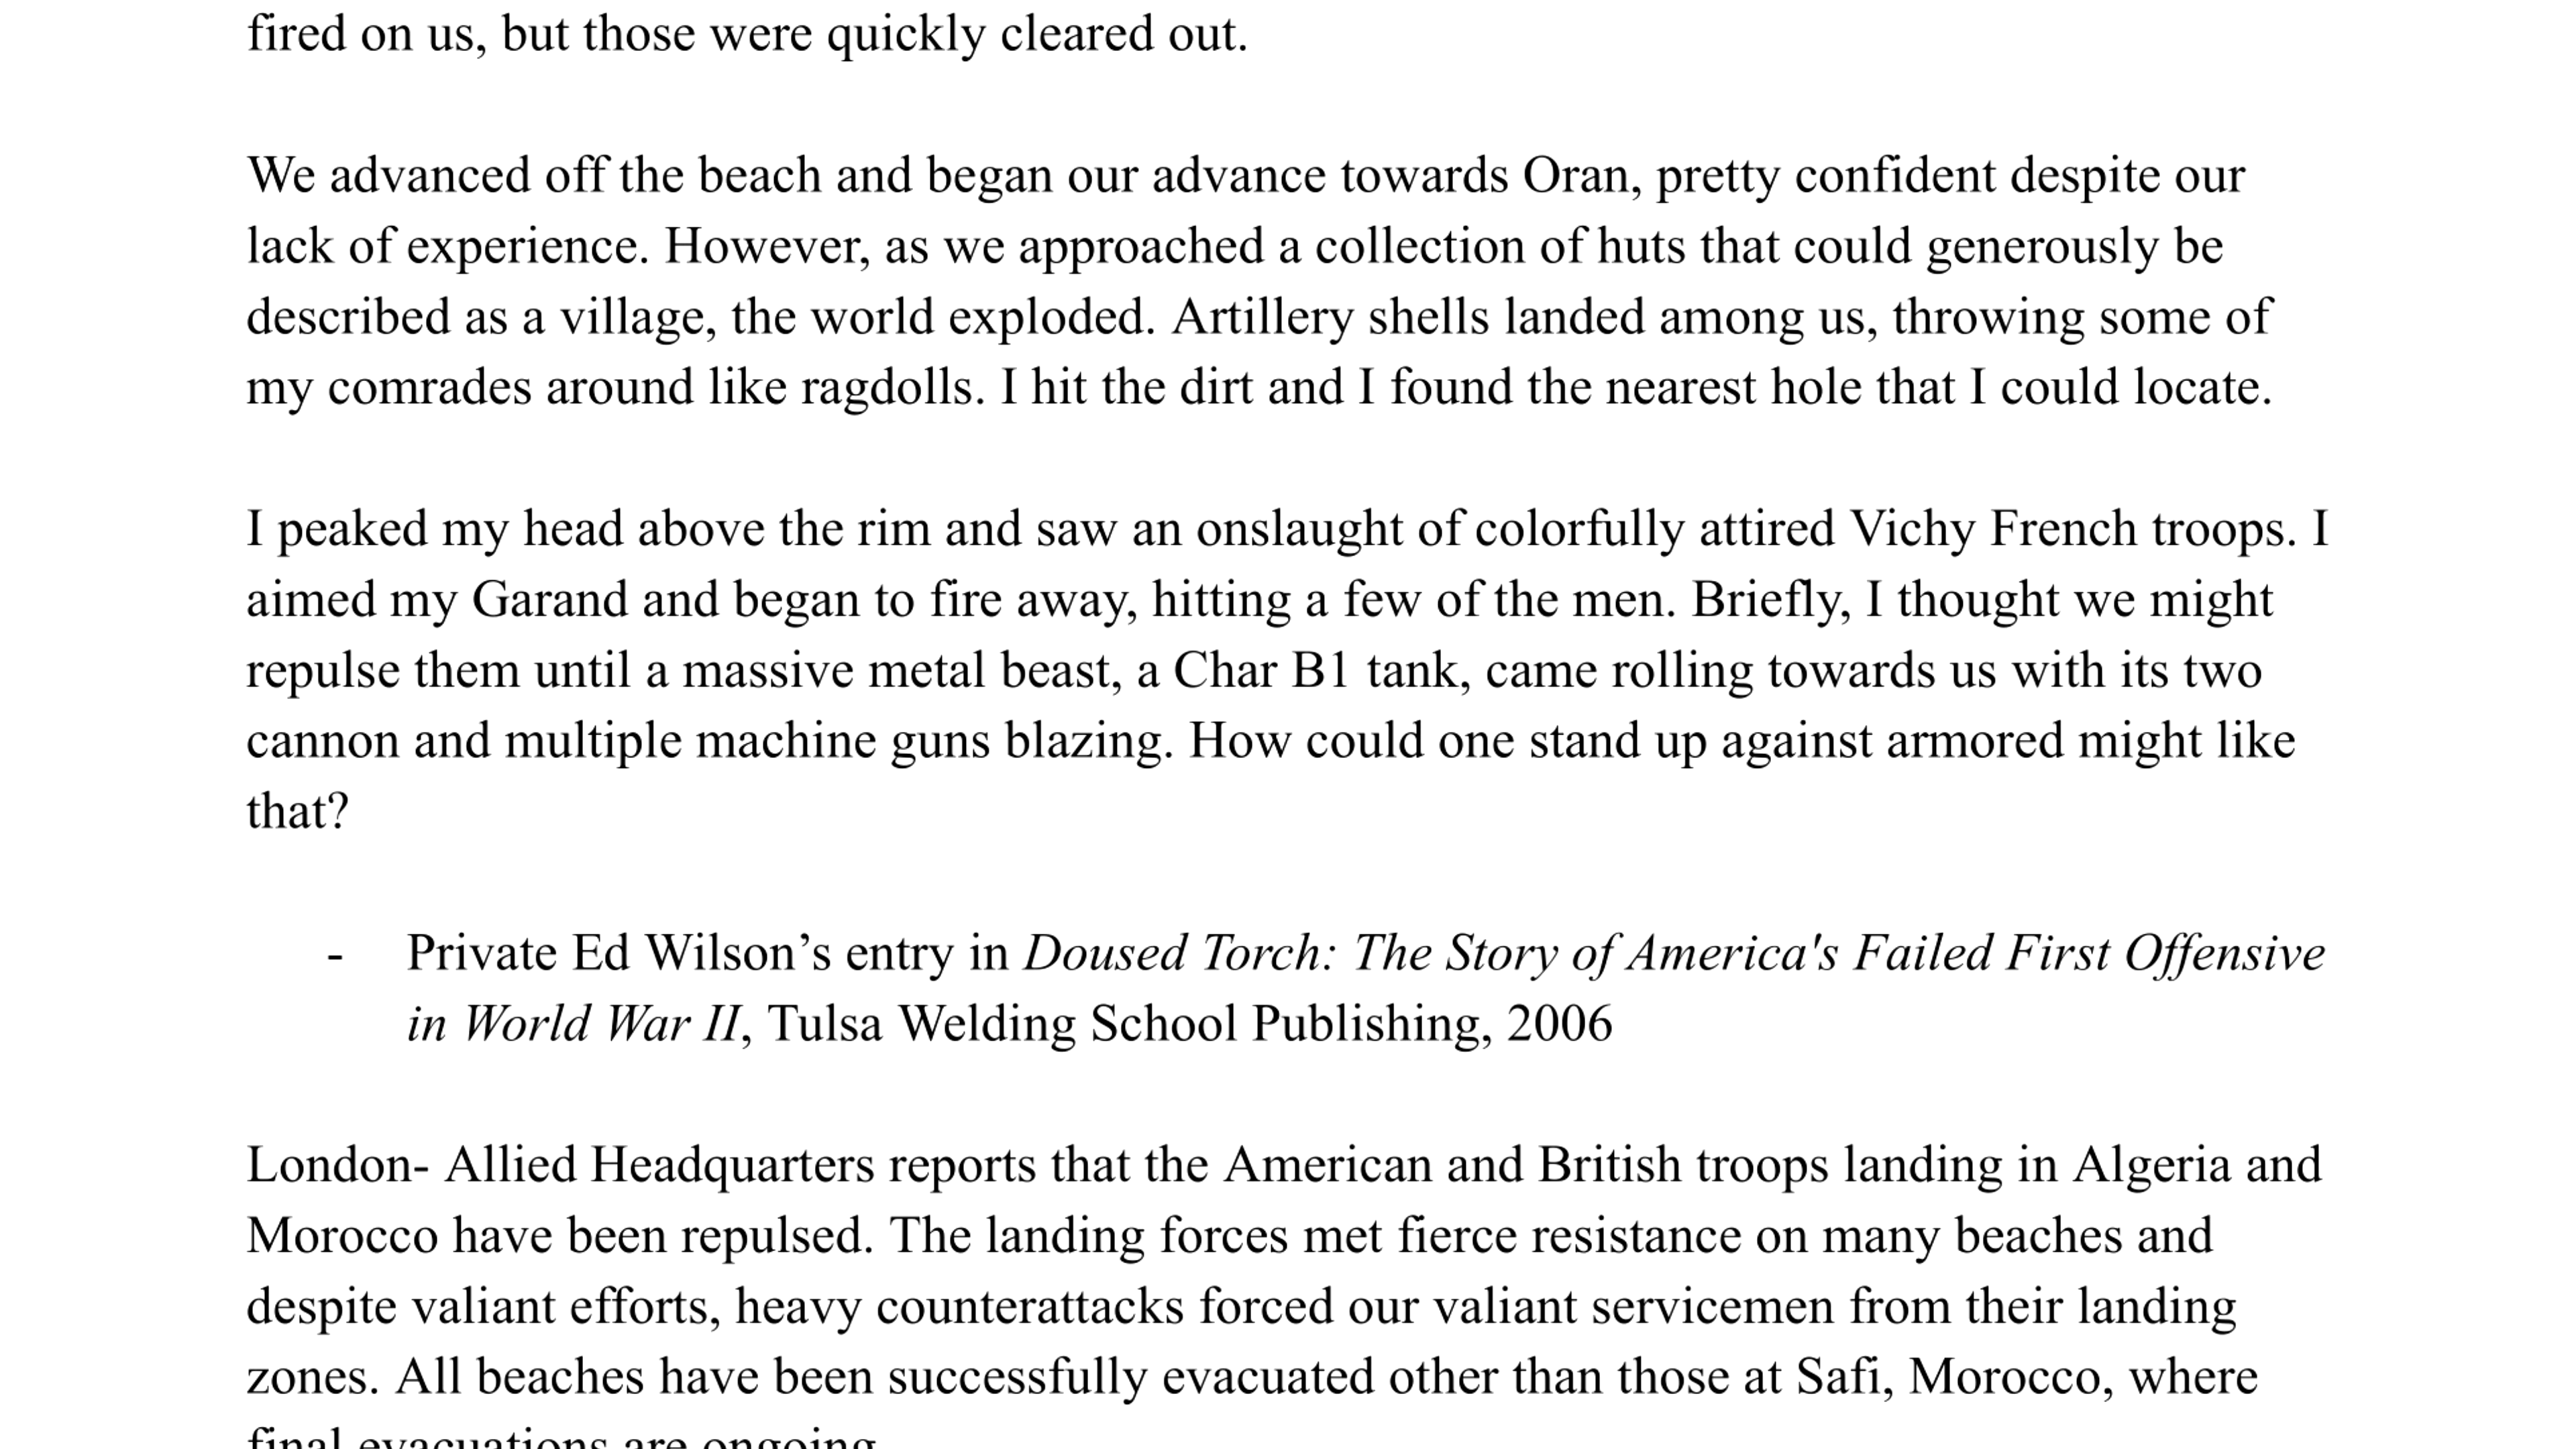 fired on us, but those were quickly cleared out.
We advanced off the beach and began our advance towards Oran, pretty confident despite our
lack of experience. However, as we approached a collection of huts that could generously be
described as a village, the world exploded. Artillery shells landed among us, throwing some of
my comrades around like ragdolls. I hit the dirt and I found the nearest hole that I could locate.
I peaked my head above the rim and saw an onslaught of colorfully attired Vichy French troops. I
aimed my Garand and began to fire away, hitting a few of the men. Briefly, I thought we might
repulse them until a massive metal beast, a Char B1 tank, came rolling towards us with its two
cannon and multiple machine guns blazing. How could one stand up against armored might like
that?
- Private Ed Wilson’s entry in Doused Torch: The Story of America's Failed First Offensive
in World War II, Tulsa Welding School Publishing, 2006
London- Allied Headquarters reports that the American and British troops landing in Algeria and
Morocco have been repulsed. The landing forces met fierce resistance on many beaches and
despite valiant efforts, heavy counterattacks forced our valiant servicemen from their landing
zones. All beaches have been successfully evacuated other than those at Safi, Morocco, where
final evacuations are ongoing